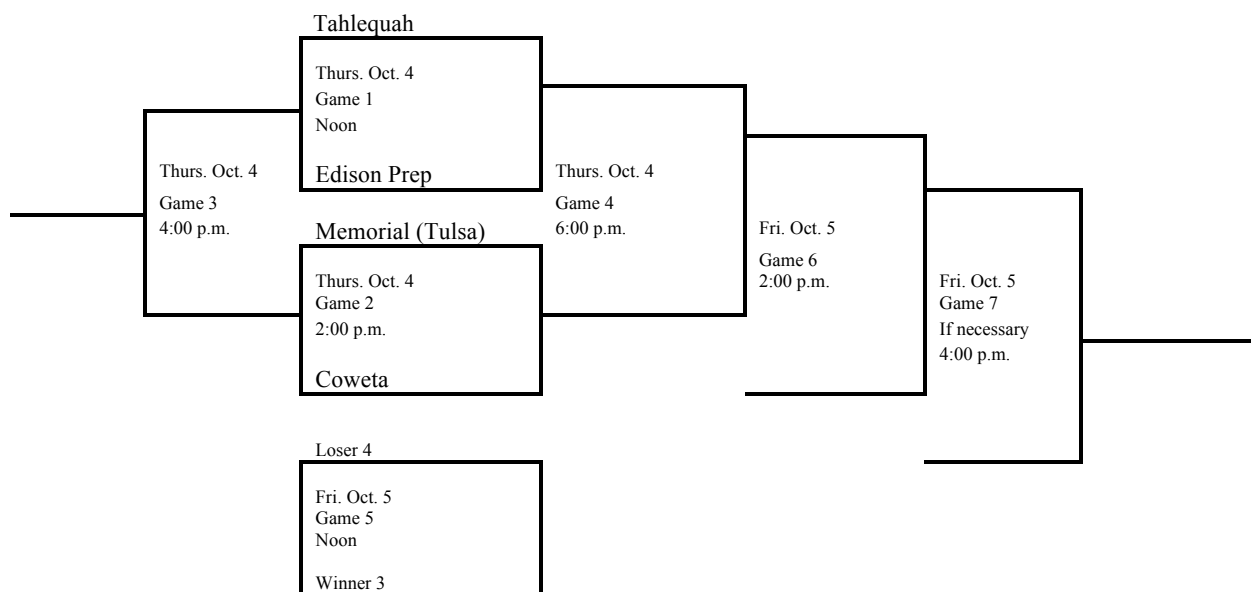 Tahlequah
Thurs. Oct. 4
Game 1
Noon
Edison Prep
Thurs. Oct. 4
Game 3
4:00 p.m.
Thurs. Oct. 4
Game 4
6:00 p.m.
Memorial (Tulsa)
Thurs. Oct. 4
Game 2
2:00 p.m.
Coweta
Fri. Oct. 5
Game 6
2:00 p.m.
Fri. Oct. 5
Game 7
If necessary
4:00 p.m.
Loser 4
Fri. Oct. 5
Game 5
Noon
Winner 3